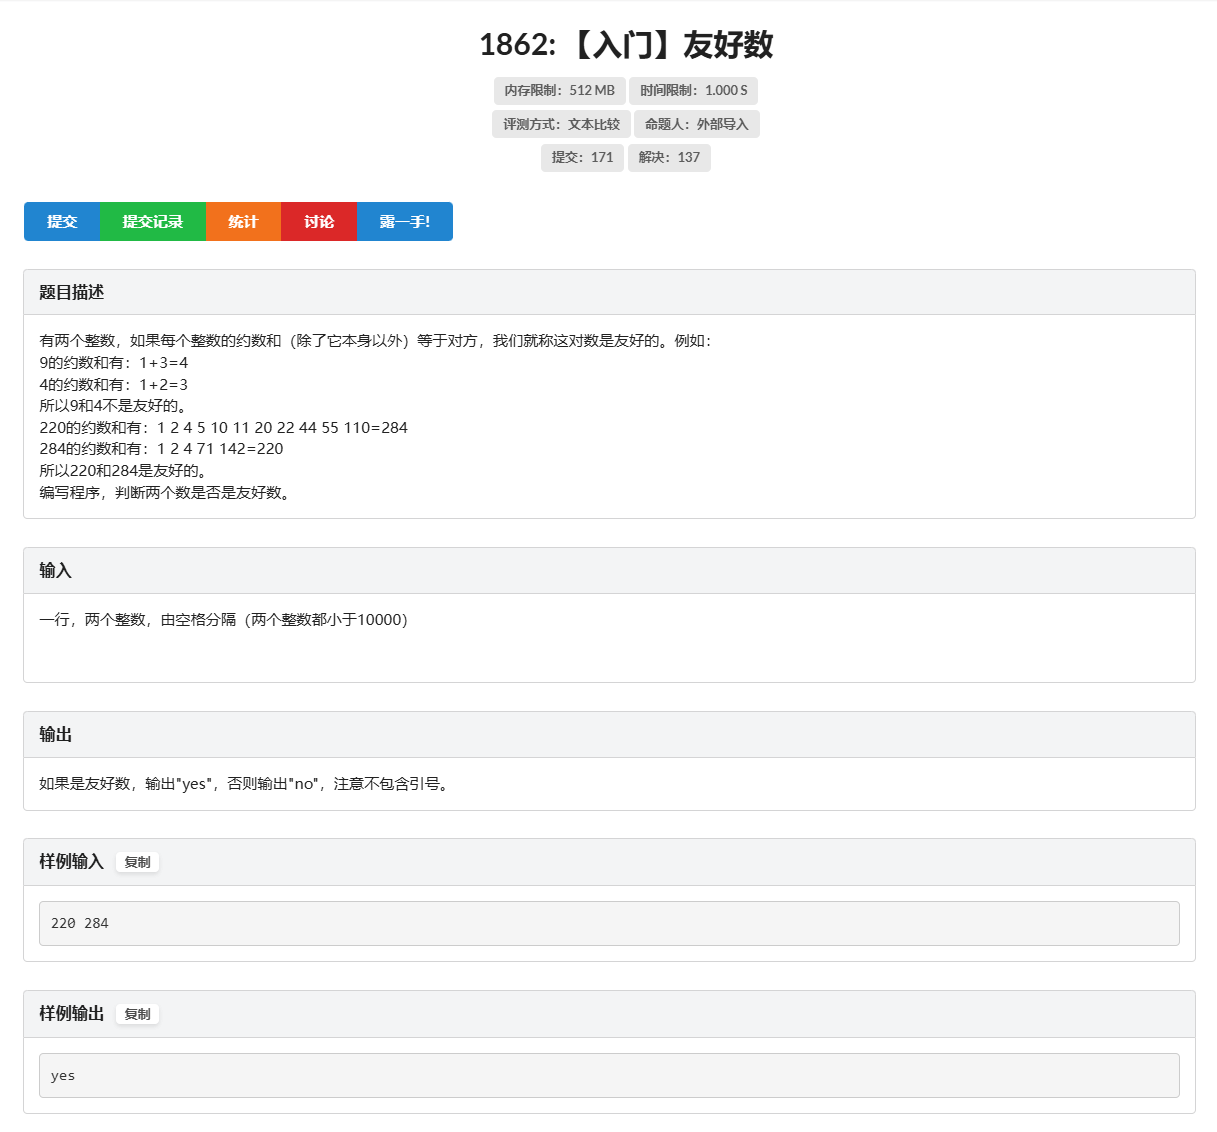 1862: 【入门】友好数
内存限制：512 MB 时间限制：1.000 S
评测方式：文本比较 命题人：外部导入
提交：171 解决：137
提交 提交记录 统计 讨论 露一手!
题目描述
有两个整数，如果每个整数的约数和（除了它本身以外）等于对方，我们就称这对数是友好的。例如：
9的约数和有：1+3=4
4的约数和有：1+2=3
所以9和4不是友好的。
220的约数和有：1 2 4 5 10 11 20 22 44 55 110=284
284的约数和有：1 2 4 71 142=220
所以220和284是友好的。
编写程序，判断两个数是否是友好数。
输入
一行，两个整数，由空格分隔（两个整数都小于10000）
输出
如果是友好数，输出"yes"，否则输出"no"，注意不包含引号。
样例输入 复制
220 284
样例输出 复制
yes